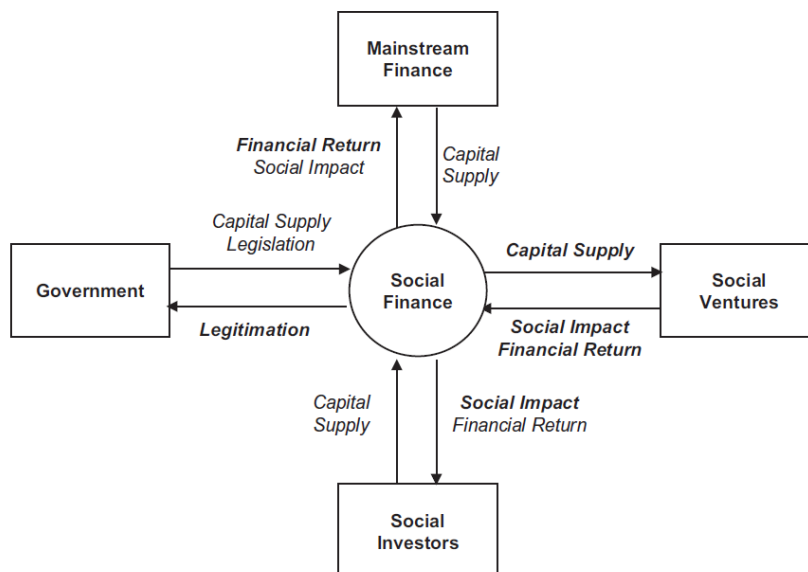 Mainstream
Finance
Financial Return
Social Impact
Capital
Supply
Capital Supply
Legislation
Government
Legitimation
Social
Finance
Capital Supply
Social Impact
Financial Return
Social
Ventures
Capital
Supply
Social Impact
Financial Return
Social
Investors